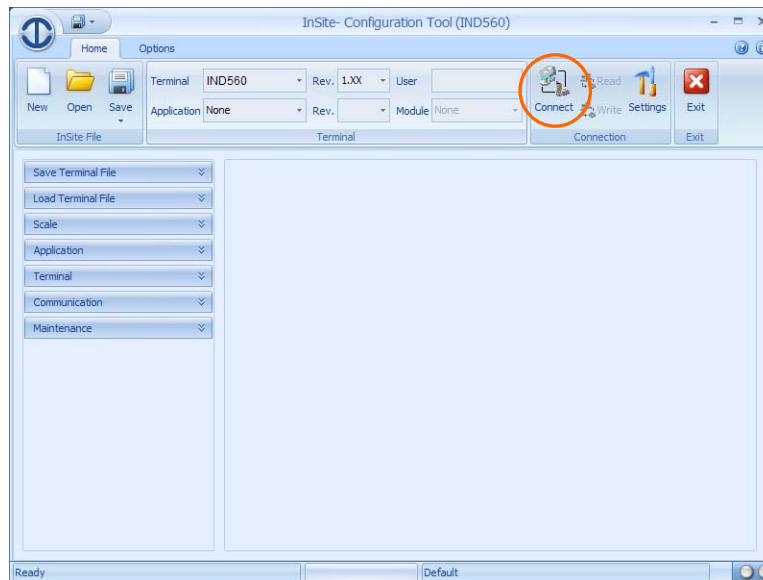 InSite- Configuration Tool (IND560)
Home Options
Terminal IND560 Rev. 1.XX User
New Open Save Connect Read Write Settings Exit
Application None Rev. Module None
InSite File Terminal Connection Exit
Save Terminal File
Load Terminal File
Scale
Application
Terminal
Communication
Maintenance
Ready Default